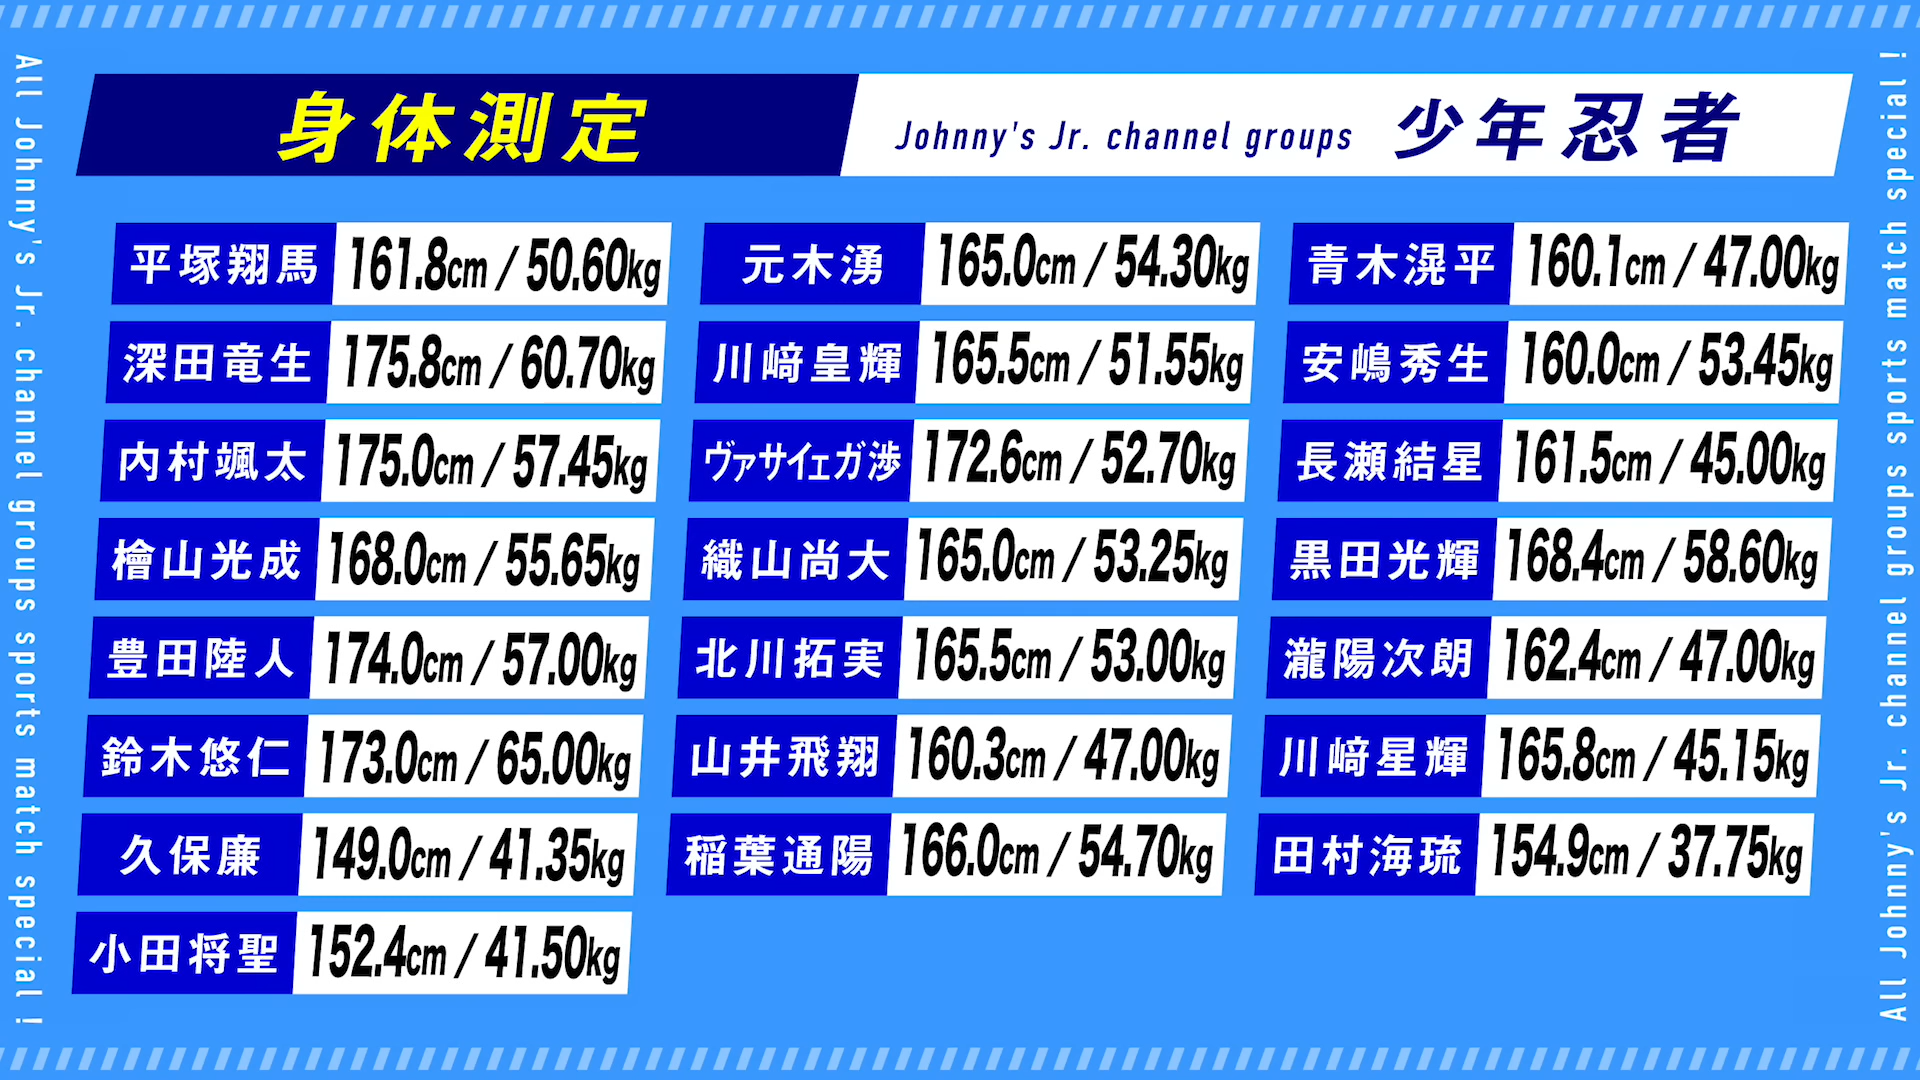 身体測定
Johnny's Jr. channel groups 少年忍者
平塚翔馬 161.8cm / 50.60kg
深田竜生 175.8cm / 60.70kg
内村颯太 175.0cm / 57.45kg
檜山光成 168.0cm / 55.65kg
豊田陸人 174.0cm / 57.00kg
鈴木悠仁 173.0cm / 65.00kg
久保廉 149.0cm / 41.35kg
小田将聖 152.4cm / 41.50kg
元木湧 165.0cm / 54.30kg
川﨑皇輝 165.5cm / 51.55kg
ヴァサイェガ渉 172.6cm / 52.70kg
織山尚大 165.0cm / 53.25kg
北川拓実 165.5cm / 53.00kg
山井飛翔 160.3cm / 47.00kg
稲葉通陽 166.0cm / 54.70kg
青木滉平 160.1cm / 47.00kg
安嶋秀生 160.0cm / 53.45kg
長瀬結星 161.5cm / 45.00kg
黒田光輝 168.4cm / 58.60kg
瀧陽次朗 162.4cm / 47.00kg
川﨑星輝 165.8cm / 45.15kg
田村海琉 154.9cm / 37.75kg
All Johnny's Jr. channel groups sports match special !
All Johnny's Jr. channel groups sports match special !